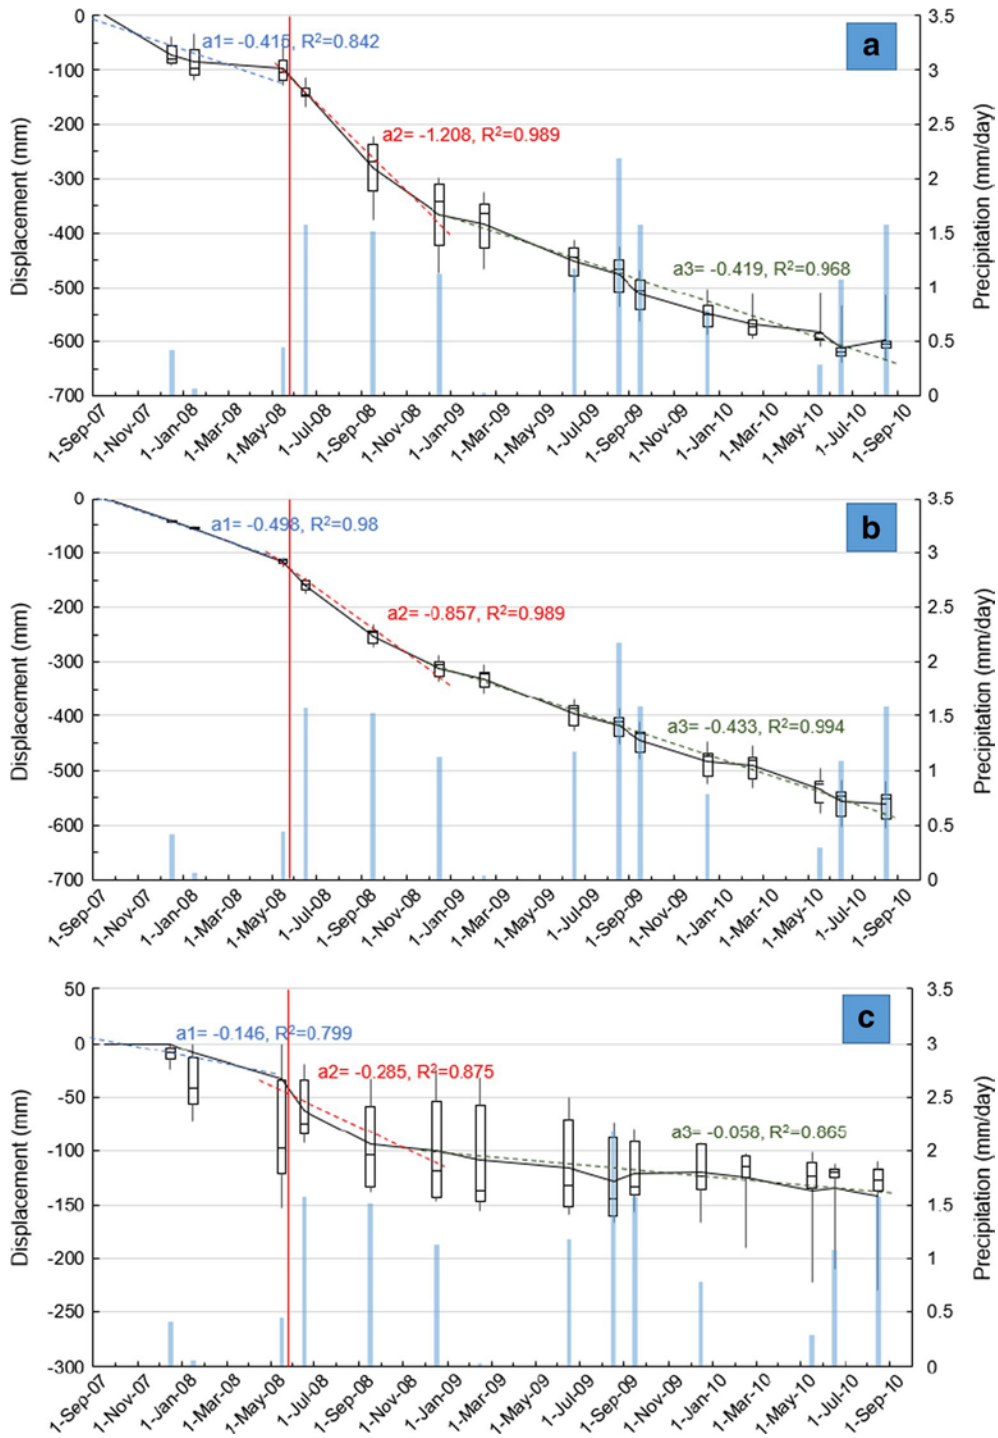 a
a1= -0.415, R²=0.842
a2= -1.208, R²=0.989
a3= -0.419, R²=0.968
Displacement (mm)
0
-100
-200
-300
-400
-500
-600
-700
Precipitation (mm/day)
3.5
3
2.5
2
1.5
1
0.5
0
1-Sep-07
1-Nov-07
1-Jan-08
1-Mar-08
1-May-08
1-Jul-08
1-Sep-08
1-Nov-08
1-Jan-09
1-Mar-09
1-May-09
1-Jul-09
1-Sep-09
1-Nov-09
1-Jan-10
1-Mar-10
1-May-10
1-Jul-10
1-Sep-10
b
a1= -0.498, R²=0.98
a2= -0.857, R²=0.989
a3= -0.433, R²=0.994
Displacement (mm)
0
-100
-200
-300
-400
-500
-600
-700
Precipitation (mm/day)
3.5
3
2.5
2
1.5
1
0.5
0
1-Sep-07
1-Nov-07
1-Jan-08
1-Mar-08
1-May-08
1-Jul-08
1-Sep-08
1-Nov-08
1-Jan-09
1-Mar-09
1-May-09
1-Jul-09
1-Sep-09
1-Nov-09
1-Jan-10
1-Mar-10
1-May-10
1-Jul-10
1-Sep-10
c
a1= -0.146, R²=0.799
a2= -0.285, R²=0.875
a3= -0.058, R²=0.865
Displacement (mm)
50
0
-50
-100
-150
-200
-250
-300
Precipitation (mm/day)
3.5
3
2.5
2
1.5
1
0.5
0
1-Sep-07
1-Nov-07
1-Jan-08
1-Mar-08
1-May-08
1-Jul-08
1-Sep-08
1-Nov-08
1-Jan-09
1-Mar-09
1-May-09
1-Jul-09
1-Sep-09
1-Nov-09
1-Jan-10
1-Mar-10
1-May-10
1-Jul-10
1-Sep-10